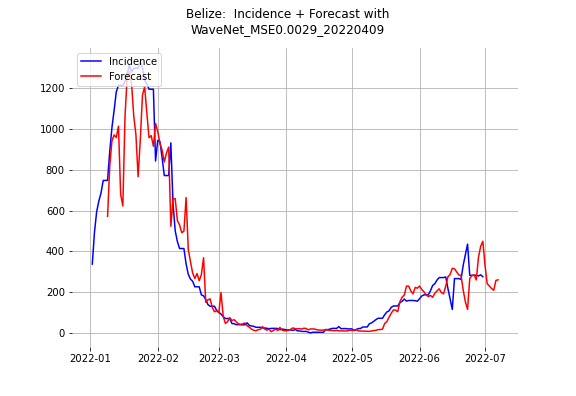 Belize:  Incidence + Forecast with
WaveNet_MSE0.0029_20220409
Incidence
Forecast
1200
1000
800
600
400
200
0
2022-01 2022-02 2022-03 2022-04 2022-05 2022-06 2022-07